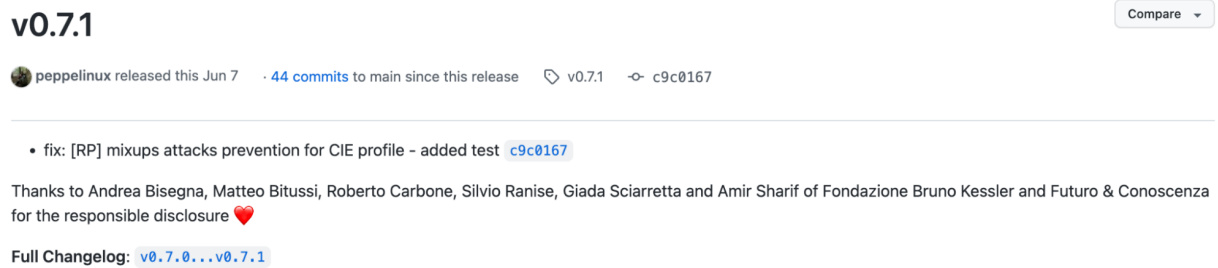 v0.7.1
Compare
peppelinux released this Jun 7 · 44 commits to main since this release v0.7.1 c9c0167
• fix: [RP] mixups attacks prevention for CIE profile - added test c9c0167
Thanks to Andrea Bisegna, Matteo Bitussi, Roberto Carbone, Silvio Ranise, Giada Sciarretta and Amir Sharif of Fondazione Bruno Kessler and Futuro & Conoscenza
for the responsible disclosure ❤️
Full Changelog: v0.7.0...v0.7.1